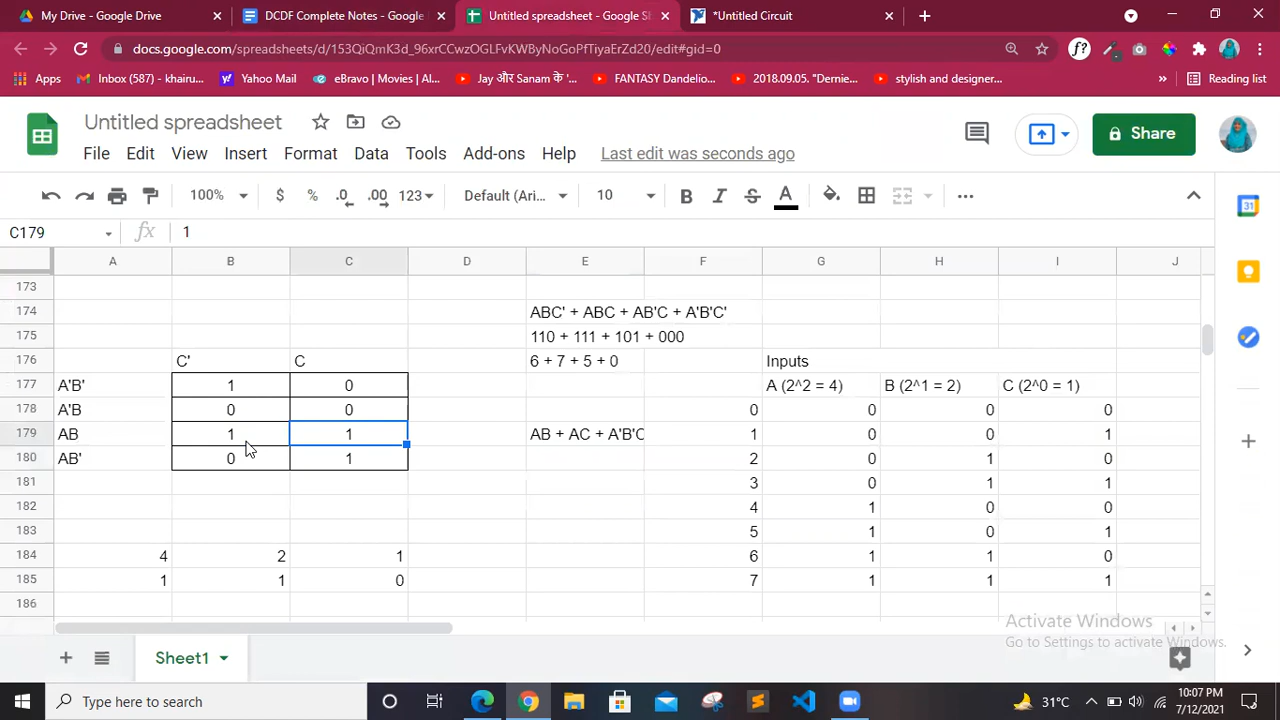 My Drive - Google Drive
DCDF Complete Notes - Google
Untitled spreadsheet - Google S
*Untitled Circuit
docs.google.com/spreadsheets/d/153QiQmK3d_96xrCCwzOGLFvKWByNoGoPfTiyaErZd20/edit#gid=0
Apps
Inbox (587) - khairu...
Yahoo Mail
eBravo | Movies | Al...
Jay और Sanam के '...
FANTASY Dandelio...
2018.09.05. "Dernie...
stylish and designer...
Reading list
Untitled spreadsheet
Share
File Edit View Insert Format Data Tools Add-ons Help Last edit was seconds ago
100% $ % .0 .00 123 Default (Ari... 10 B I S A
C179 fx 1
A B C D E F G H I J
173
174 ABC' + ABC + AB'C + A'B'C'
175 110 + 111 + 101 + 000
176 C' C 6 + 7 + 5 + 0 Inputs
177 A'B' 1 0 A (2^2 = 4) B (2^1 = 2) C (2^0 = 1)
178 A'B 0 0 0 0 0 0
179 AB 1 1 AB + AC + A'B'C 1 0 0 1
180 AB' 0 1 2 0 1 0
181 3 0 1 1
182 4 1 0 0
183 5 1 0 1
184 4 2 1 6 1 1 0
185 1 1 0 7 1 1 1
186
Activate Windows
Go to Settings to activate Windows.
Sheet1
31
Type here to search
31°C
10:07 PM
7/12/2021